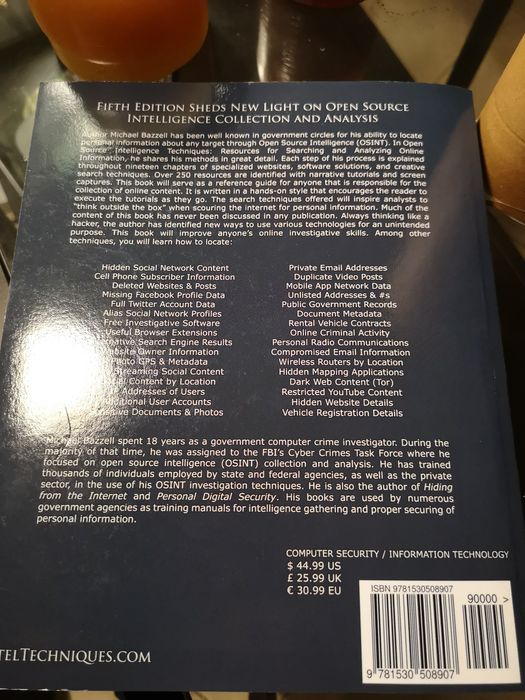 FIFTH EDITION SHEDS NEW LIGHT ON OPEN SOURCE
INTELLIGENCE COLLECTION AND ANALYSIS
Author Michael Bazzell has been well known in government circles for his ability to locate
personal information about any target through Open Source Intelligence (OSINT). In Open
Source Intelligence Techniques: Resources for Searching and Analyzing Online
Information, he shares his methods in great detail. Each step of his process is explained
throughout nineteen chapters of specialized websites, software solutions, and creative
search techniques. Over 250 resources are identified with narrative tutorials and screen
captures. This book will serve as a reference guide for anyone that is responsible for the
collection of online content. It is written in a hands-on style that encourages the reader to
execute the tutorials as they go. The search techniques offered will inspire analysts to
"think outside the box" when scouring the internet for personal information. Much of the
content of this book has never been discussed in any publication. Always thinking like a
hacker, the author has identified new ways to use various technologies for an unintended
purpose. This book will improve anyone's online investigative skills. Among other
techniques, you will learn how to locate:
Hidden Social Network Content
Cell Phone Subscriber Information
Deleted Websites & Posts
Missing Facebook Profile Data
Full Twitter Account Data
Alias Social Network Profiles
Free Investigative Software
Useful Browser Extensions
Search Engine Results
Owner Information
Photo GPS & Metadata
Streaming Social Content
Content by Location
Addresses of Users
User Accounts
Documents & Photos
Private Email Addresses
Duplicate Video Posts
Mobile App Network Data
Unlisted Addresses & #s
Public Government Records
Document Metadata
Rental Vehicle Contracts
Online Criminal Activity
Personal Radio Communications
Compromised Email Information
Wireless Routers by Location
Hidden Mapping Applications
Dark Web Content (Tor)
Restricted YouTube Content
Hidden Website Details
Vehicle Registration Details
Michael Bazzell spent 18 years as a government computer crime investigator. During the
majority of that time, he was assigned to the FBI's Cyber Crimes Task Force where he
focused on open source intelligence (OSINT) collection and analysis. He has trained
thousands of individuals employed by state and federal agencies, as well as the private
sector, in the use of his OSINT investigation techniques. He is also the author of Hiding
from the Internet and Personal Digital Security. His books are used by numerous
government agencies as training manuals for intelligence gathering and proper securing of
personal information.
COMPUTER SECURITY / INFORMATION TECHNOLOGY
$ 44.99 US
£ 25.99 UK
€ 30.99 EU
ISBN 9781530508907
90000 >
9 781530 508907
TELTECHNIQUES.COM